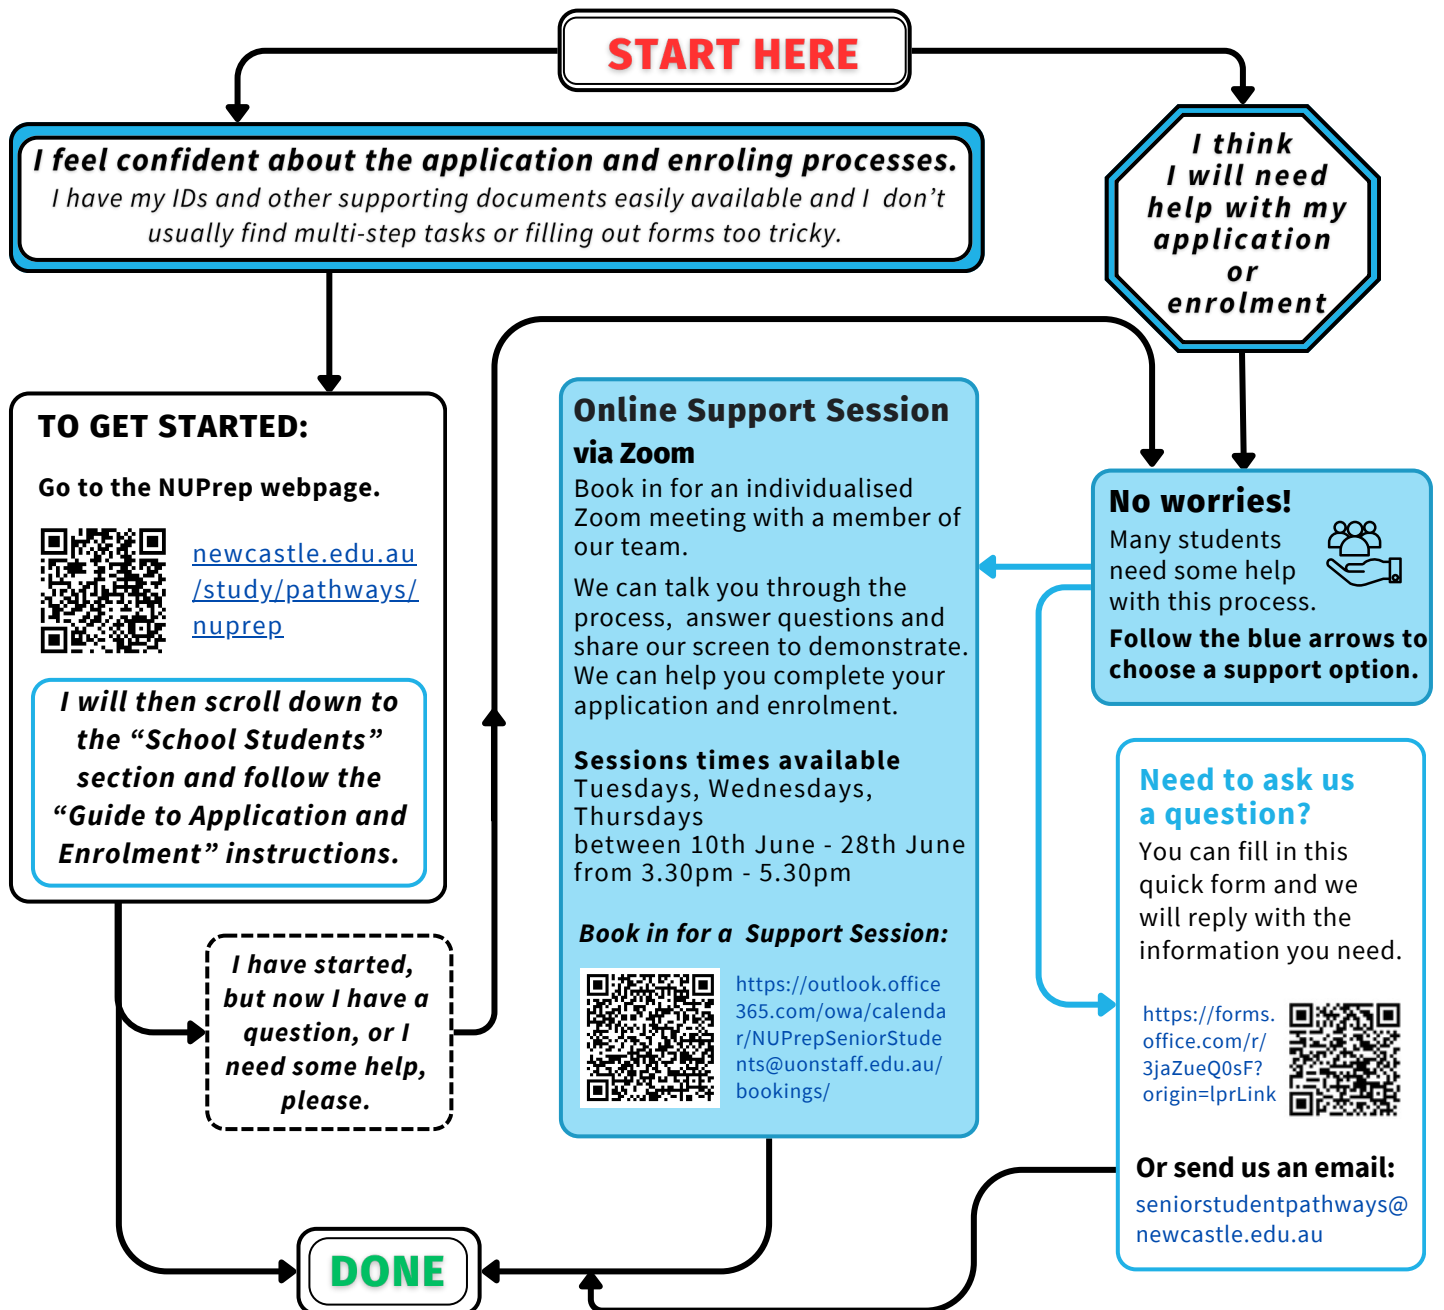 START HERE
I feel confident about the application and enroling processes.
I have my IDs and other supporting documents easily available and I don’t
usually find multi-step tasks or filling out forms too tricky.
I think
I will need
help with my
application
or
enrolment
TO GET STARTED:
Go to the NUPrep webpage.
newcastle.edu.au
/study/pathways/
nuprep
I will then scroll down to
the “School Students”
section and follow the
“Guide to Application and
Enrolment” instructions.
I have started,
but now I have a
question, or I
need some help,
please.
Online Support Session
via Zoom
Book in for an individualised
Zoom meeting with a member of
our team.
We can talk you through the
process, answer questions and
share our screen to demonstrate.
We can help you complete your
application and enrolment.
Sessions times available
Tuesdays, Wednesdays,
Thursdays
between 10th June - 28th June
from 3.30pm - 5.30pm
Book in for a Support Session:
https://outlook.office
365.com/owa/calenda
r/NUPrepSeniorStude
nts@uonstaff.edu.au/
bookings/
No worries!
Many students
need some help
with this process.
Follow the blue arrows to
choose a support option.
Need to ask us
a question?
You can fill in this
quick form and we
will reply with the
information you need.
https://forms.
office.com/r/
3jaZueQ0sF?
origin=lprLink
Or send us an email:
seniorstudentpathways@
newcastle.edu.au
DONE